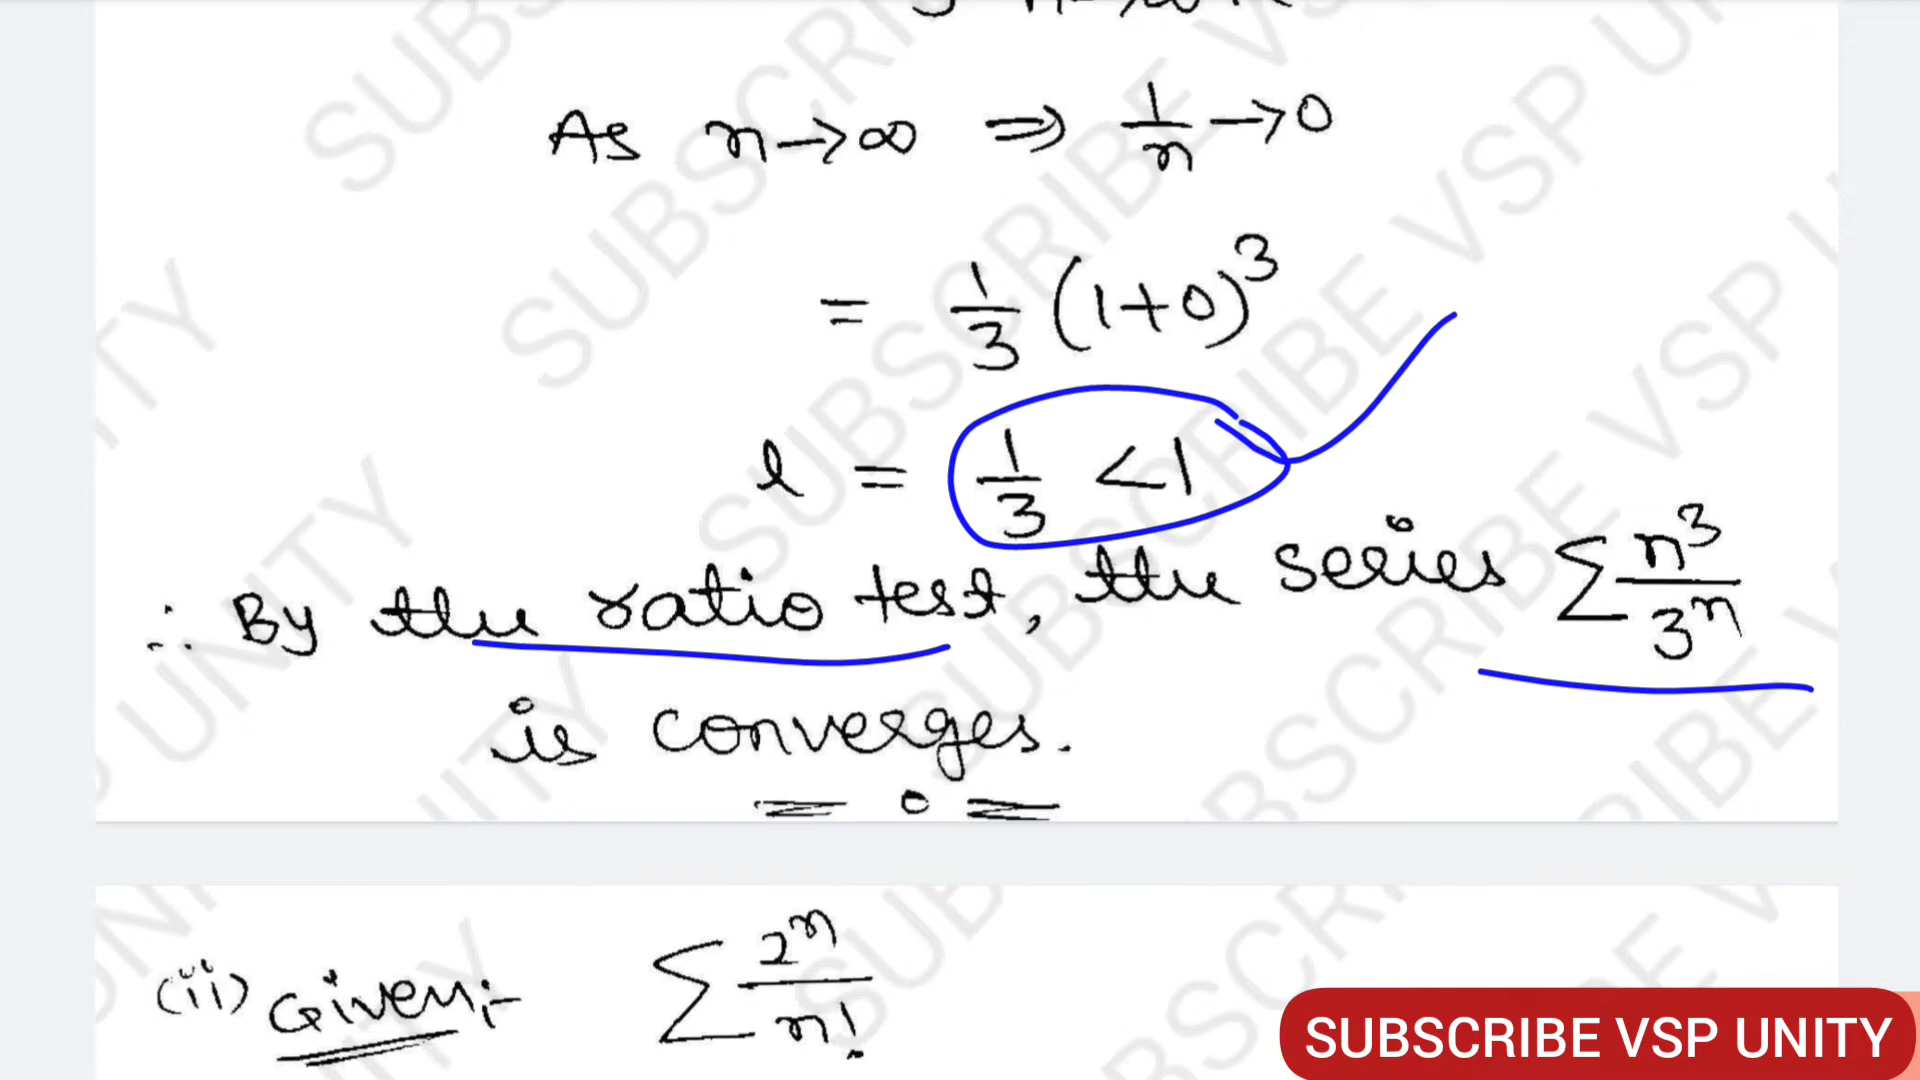 As n→∞ ⇒ 1/n →0
= 1/3 (1+0)^3
l = 1/3 <1
∴ By the ratio test, the series Σ n^3/3^n
is converges.
(ii) Given:- Σ 2^n/n!
SUBSCRIBE VSP UNITY